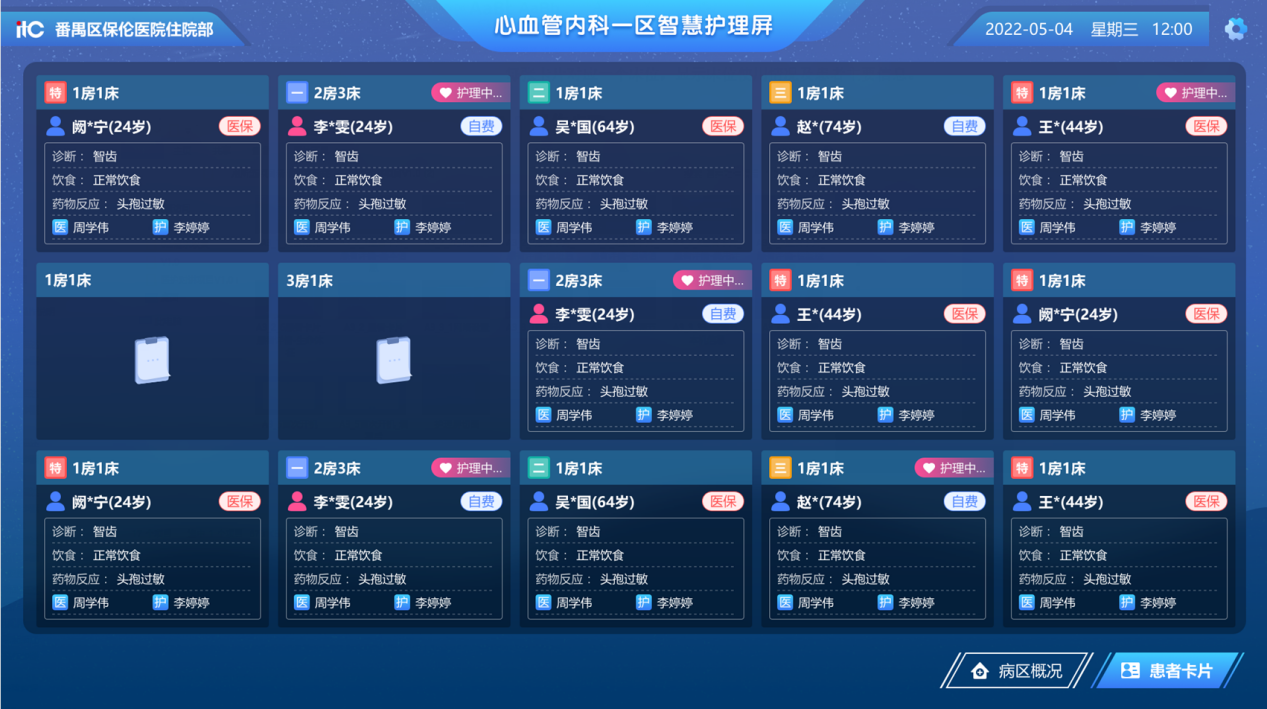 itC 番禺区保伦医院住院部
心血管内科一区智慧护理屏
2022-05-04 星期三 12:00
特 1房1床
阙*宁(24岁) 医保
诊断： 智齿
饮食： 正常饮食
药物反应： 头孢过敏
医 周学伟 护 李婷婷
一 2房3床 护理中...
李*雯(24岁) 自费
诊断： 智齿
饮食： 正常饮食
药物反应： 头孢过敏
医 周学伟 护 李婷婷
二 1房1床
吴*国(64岁) 医保
诊断： 智齿
饮食： 正常饮食
药物反应： 头孢过敏
医 周学伟 护 李婷婷
三 1房1床
赵*(74岁) 自费
诊断： 智齿
饮食： 正常饮食
药物反应： 头孢过敏
医 周学伟 护 李婷婷
特 1房1床 护理中...
王*(44岁) 医保
诊断： 智齿
饮食： 正常饮食
药物反应： 头孢过敏
医 周学伟 护 李婷婷
1房1床
3房1床
一 2房3床 护理中...
李*雯(24岁) 自费
诊断： 智齿
饮食： 正常饮食
药物反应： 头孢过敏
医 周学伟 护 李婷婷
特 1房1床
王*(44岁) 医保
诊断： 智齿
饮食： 正常饮食
药物反应： 头孢过敏
医 周学伟 护 李婷婷
特 1房1床
阙*宁(24岁) 医保
诊断： 智齿
饮食： 正常饮食
药物反应： 头孢过敏
医 周学伟 护 李婷婷
特 1房1床
阙*宁(24岁) 医保
诊断： 智齿
饮食： 正常饮食
药物反应： 头孢过敏
医 周学伟 护 李婷婷
一 2房3床 护理中...
李*雯(24岁) 自费
诊断： 智齿
饮食： 正常饮食
药物反应： 头孢过敏
医 周学伟 护 李婷婷
二 1房1床
吴*国(64岁) 医保
诊断： 智齿
饮食： 正常饮食
药物反应： 头孢过敏
医 周学伟 护 李婷婷
三 1房1床 护理中...
赵*(74岁) 自费
诊断： 智齿
饮食： 正常饮食
药物反应： 头孢过敏
医 周学伟 护 李婷婷
特 1房1床
王*(44岁) 医保
诊断： 智齿
饮食： 正常饮食
药物反应： 头孢过敏
医 周学伟 护 李婷婷
病区概况 患者卡片